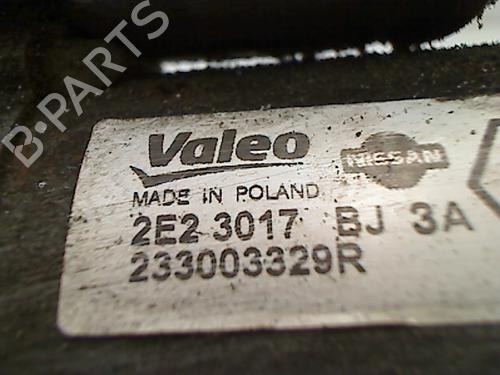 B-PARTS
Valeo
NISSAN
MADE IN POLAND
2E2 3017 BJ 3A
233003329R